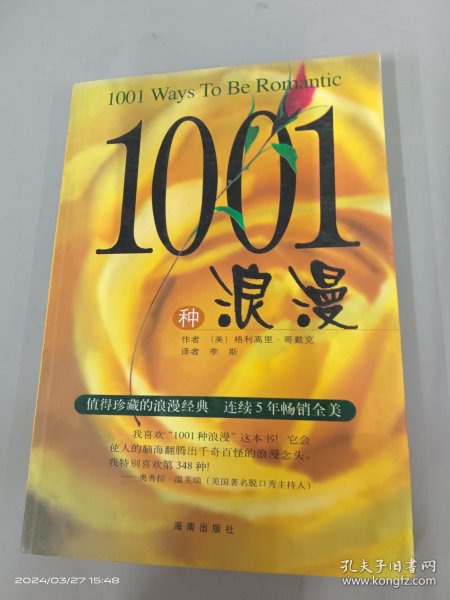 1001 Ways To Be Romantic
1001
种 浪漫
作者 （美）格利高里·哥戴克
译者 李 斯
值得珍藏的浪漫经典 连续5年畅销全美
我喜欢“1001种浪漫”这本书！它会
使人的脑海翻腾出千奇百怪的浪漫念头。
我特别喜欢第348种！
——奥普拉·温芙瑞（美国著名脱口秀主持人）
海南出版社
2024/03/27 15:48
孔夫子旧书网
www.kongfz.com